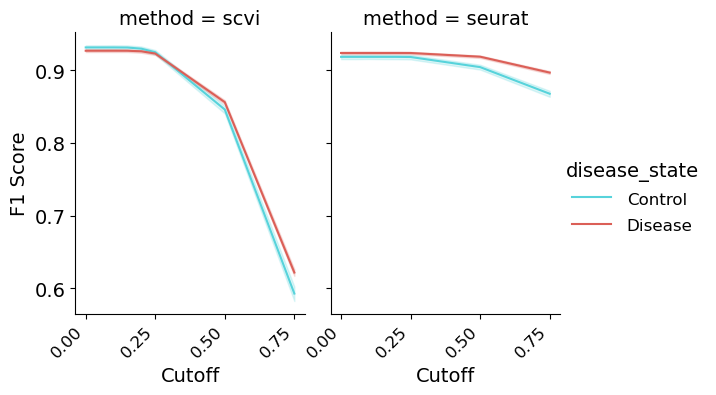 method = scvi
method = seurat
F1 Score
0.9
0.8
0.7
0.6
0.00
0.25
0.50
0.75
0.00
0.25
0.50
0.75
Cutoff
Cutoff
disease_state
Control
Disease